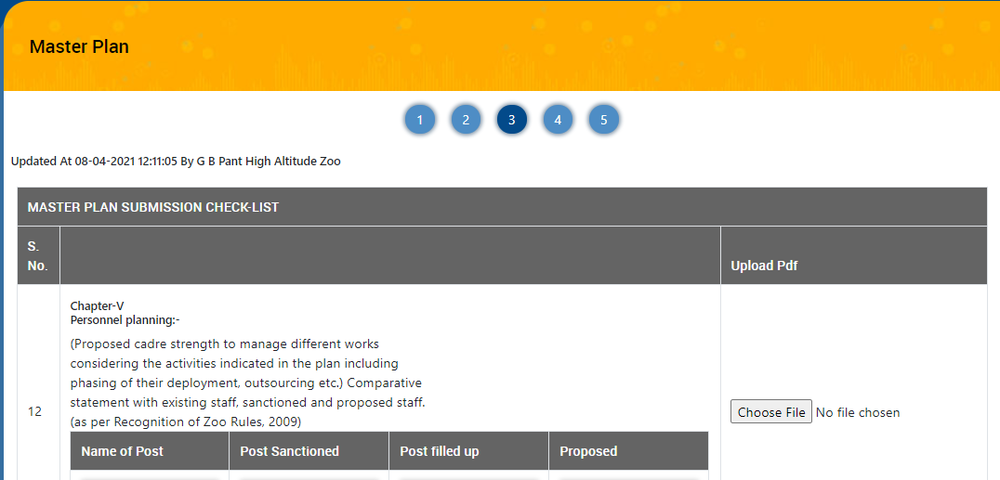 Master Plan
1 2 3 4 5
Updated At 08-04-2021 12:11:05 By G B Pant High Altitude Zoo
MASTER PLAN SUBMISSION CHECK-LIST
S.
No.
Upload Pdf
Chapter-V
Personnel planning:-
(Proposed cadre strength to manage different works
considering the activities indicated in the plan including
phasing of their deployment, outsourcing etc.) Comparative
statement with existing staff, sanctioned and proposed staff.
12
Choose File No file chosen
(as per Recognition of Zoo Rules, 2009)
Name of Post Post Sanctioned Post filled up Proposed